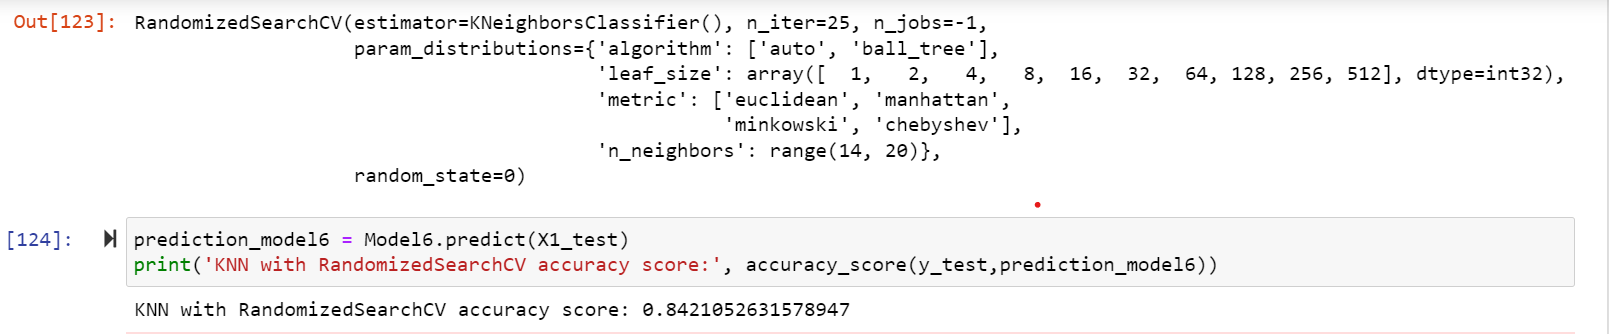 Out[123]: RandomizedSearchCV(estimator=KNeighborsClassifier(), n_iter=25, n_jobs=-1,
param_distributions={'algorithm': ['auto', 'ball_tree'],
'leaf_size': array([  1,   2,   4,   8,  16,  32,  64, 128, 256, 512], dtype=int32),
'metric': ['euclidean', 'manhattan',
'minkowski', 'chebyshev'],
'n_neighbors': range(14, 20)},
random_state=0)
[124]: prediction_model6 = Model6.predict(X1_test)
print('KNN with RandomizedSearchCV accuracy score:', accuracy_score(y_test,prediction_model6))
KNN with RandomizedSearchCV accuracy score: 0.8421052631578947